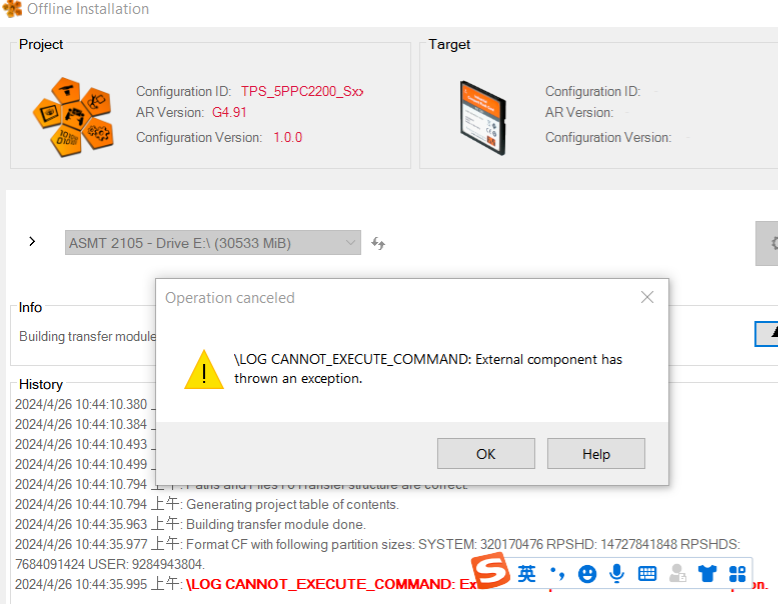 Offline Installation
Project
Target
Configuration ID: TPS_5PPC2200_Sxx
Configuration ID:
AR Version: G4.91
AR Version:
Configuration Version: 1.0.0
Configuration Version:
ASMT 2105 - Drive E:\ (30533 MiB)
Operation canceled
Info
Building transfer module
\LOG CANNOT_EXECUTE_COMMAND: External component has
thrown an exception.
OK
Help
History
2024/4/26 10:44:10.380 上
2024/4/26 10:44:10.384 上
2024/4/26 10:44:10.493 上
2024/4/26 10:44:10.499 上
2024/4/26 10:44:10.794 上午: Paths and Files To Transfer structure are correct.
2024/4/26 10:44:10.794 上午: Generating project table of contents.
2024/4/26 10:44:35.963 上午: Building transfer module done.
2024/4/26 10:44:35.977 上午: Format CF with following partition sizes: SYSTEM: 320170476 RPSHD: 14727841848 RPSHDS:
7684091424 USER: 9284943804.
2024/4/26 10:44:35.995 上午: \LOG CANNOT_EXECUTE_COMMAND: Ex
英